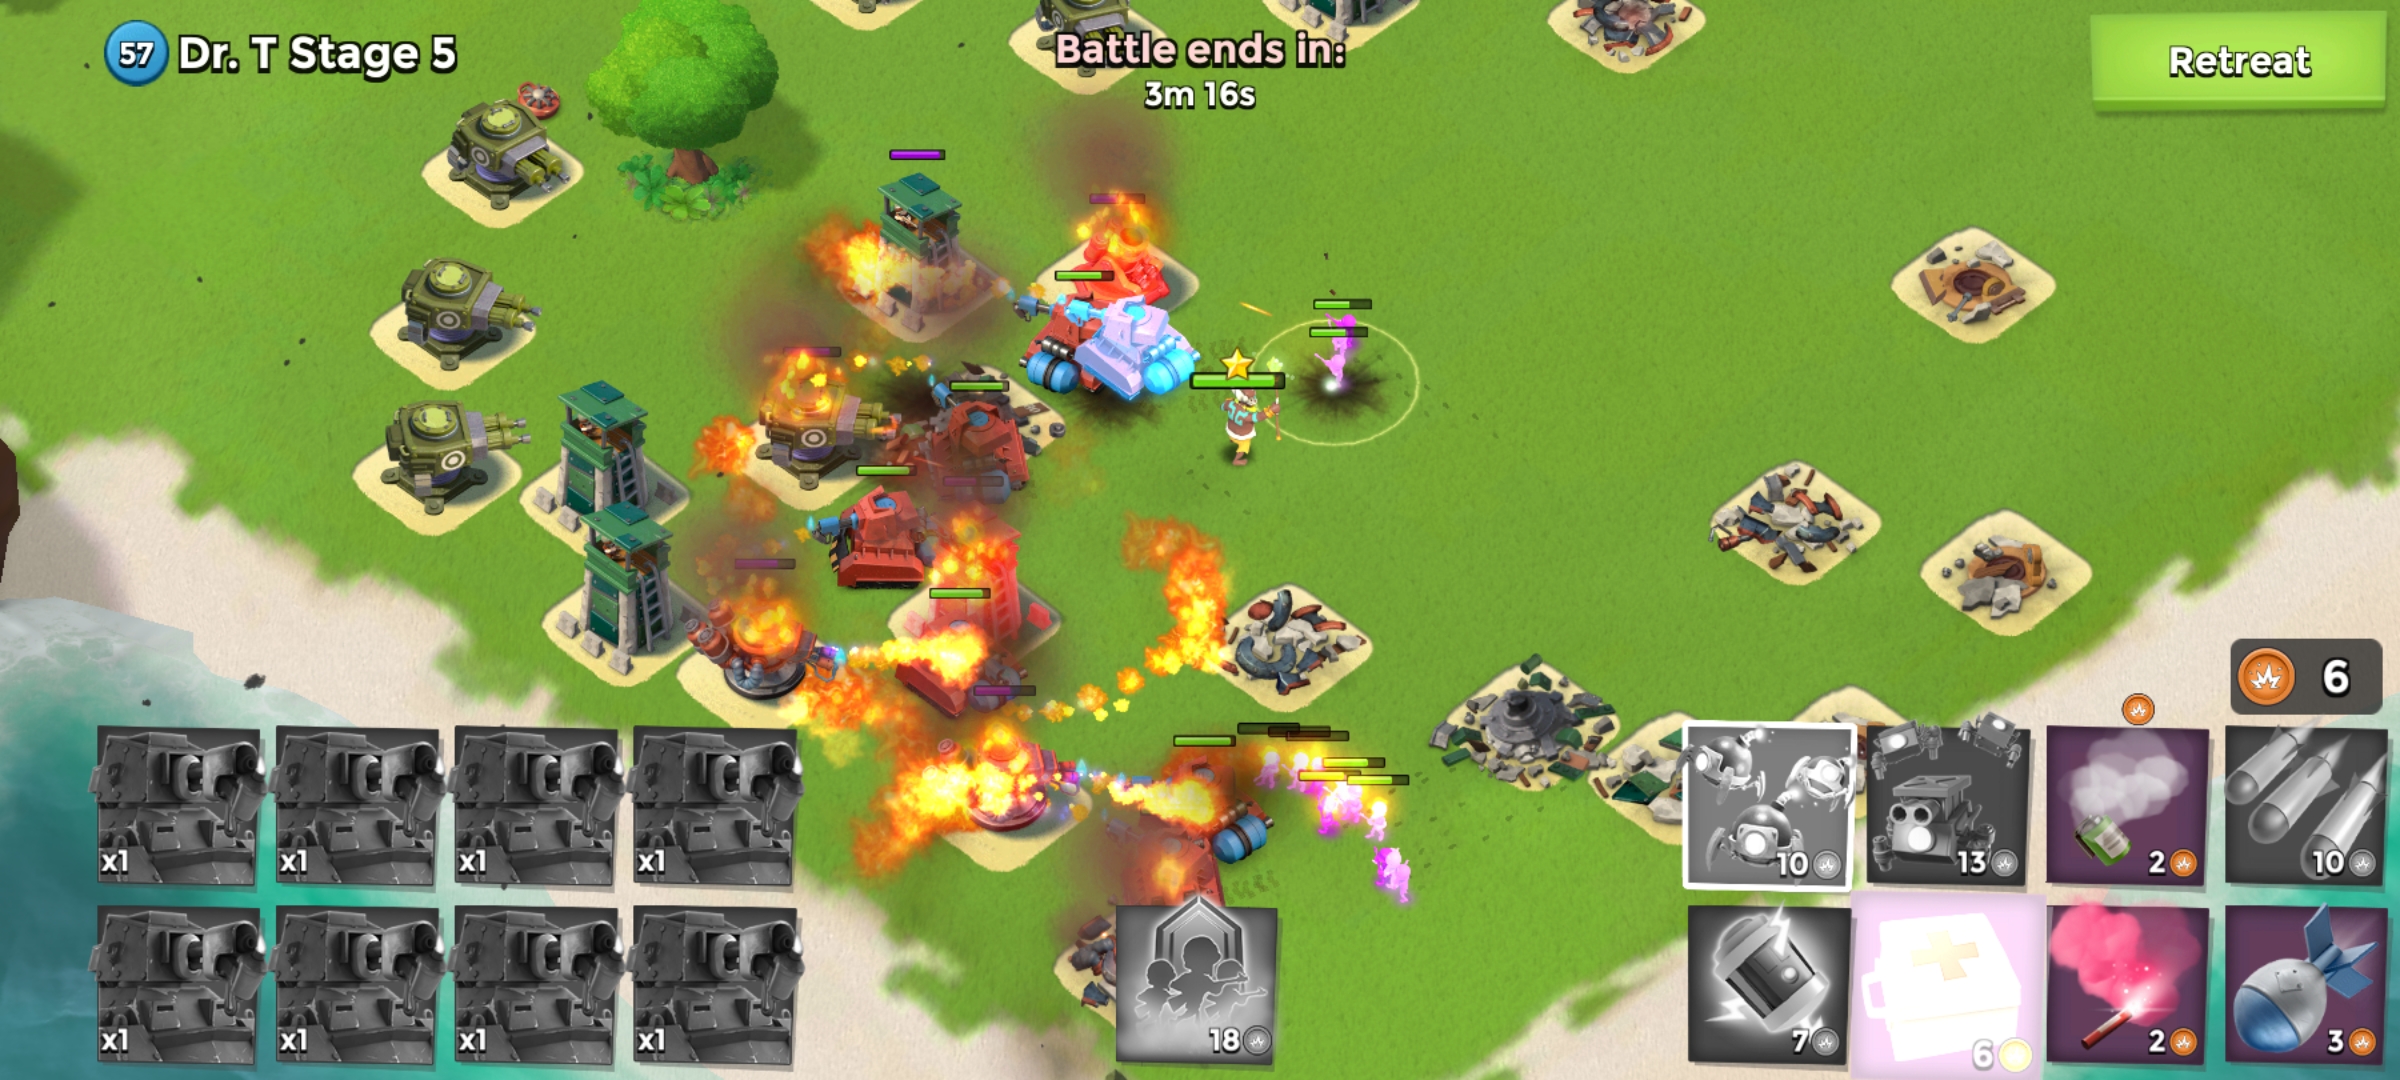 57 Dr. T Stage 5
Battle ends in:
3m 16s
Retreat
6
x1 x1 x1 x1
10 13 2 10
x1 x1 x1 x1
18
7 6 2 3